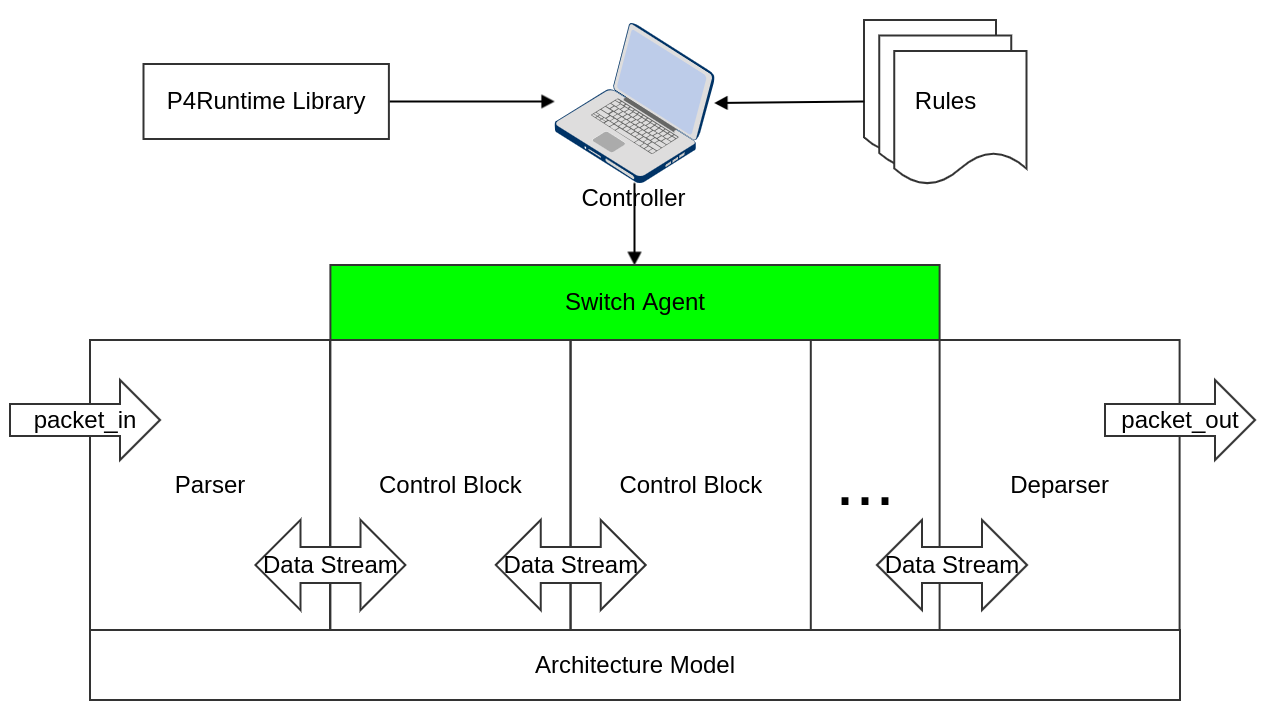 P4Runtime Library
Rules
Controller
Switch Agent
packet_in
packet_out
Parser
Control Block
Control Block
...
Deparser
Data Stream
Data Stream
Data Stream
Architecture Model